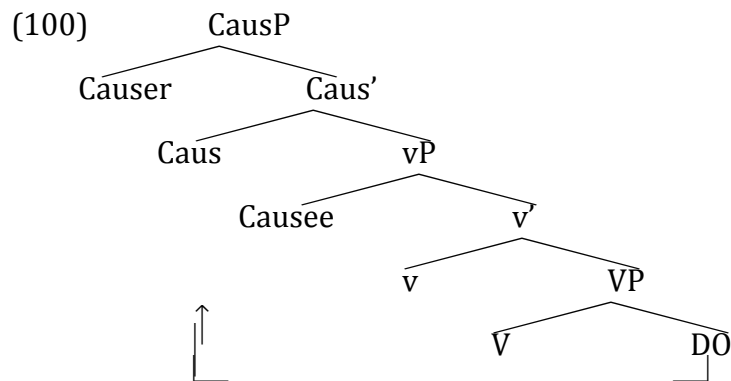 (100) CausP
Causer Caus’
Caus vP
Causee v’
v VP
V DO